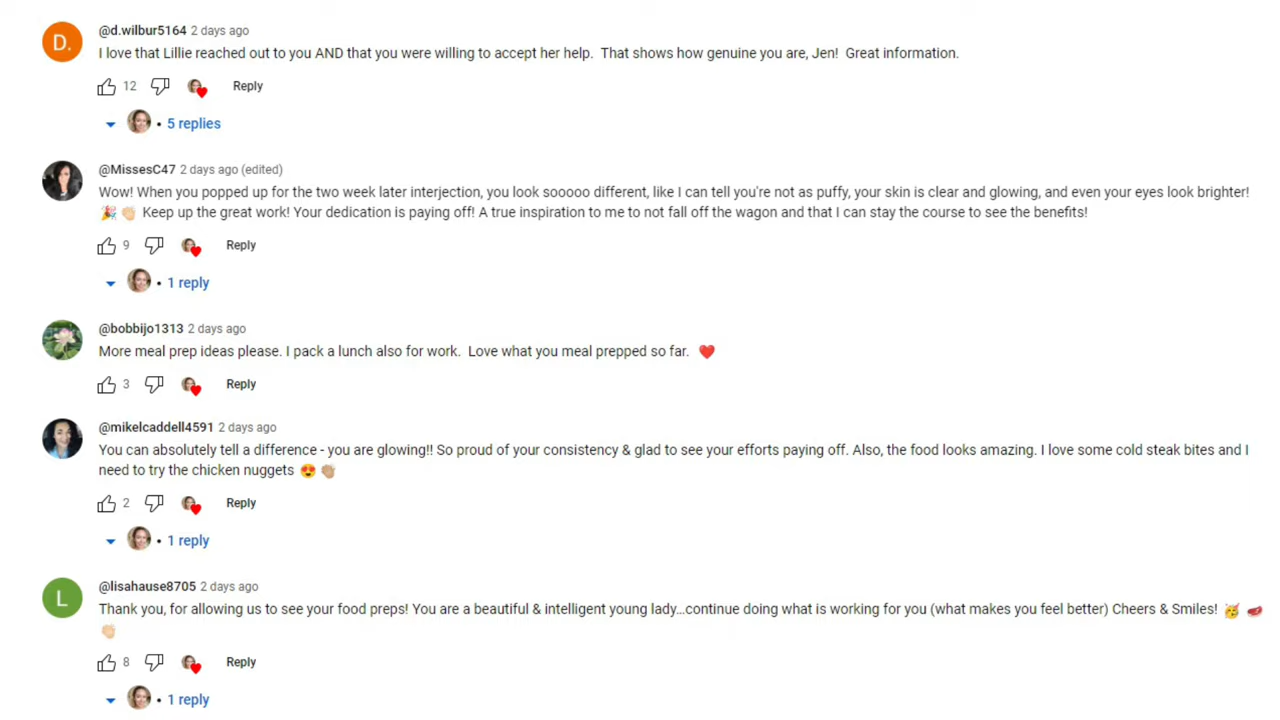 @d.wilbur5164 2 days ago
I love that Lillie reached out to you AND that you were willing to accept her help.  That shows how genuine you are, Jen!  Great information.
12 Reply
5 replies
@MissesC47 2 days ago (edited)
Wow! When you popped up for the two week later interjection, you look sooooo different, like I can tell you're not as puffy, your skin is clear and glowing, and even your eyes look brighter!
🎉 👏🏻 Keep up the great work! Your dedication is paying off! A true inspiration to me to not fall off the wagon and that I can stay the course to see the benefits!
9 Reply
1 reply
@bobbijo1313 2 days ago
More meal prep ideas please. I pack a lunch also for work.  Love what you meal prepped so far.  ❤️
3 Reply
@mikelcaddell4591 2 days ago
You can absolutely tell a difference - you are glowing!! So proud of your consistency & glad to see your efforts paying off. Also, the food looks amazing. I love some cold steak bites and I
need to try the chicken nuggets 😍 👏🏼
2 Reply
1 reply
L
@lisahause8705 2 days ago
Thank you, for allowing us to see your food preps! You are a beautiful & intelligent young lady...continue doing what is working for you (what makes you feel better) Cheers & Smiles! 🥳 🥩
👏🏻
8 Reply
1 reply